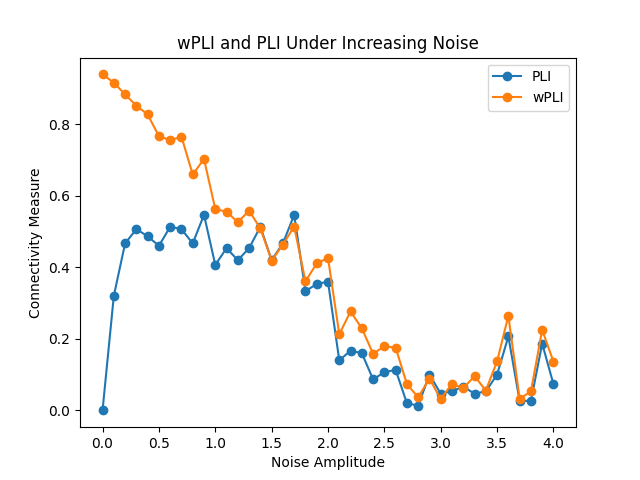 wPLI and PLI Under Increasing Noise
PLI
wPLI
Connectivity Measure
0.8
0.6
0.4
0.2
0.0
0.0 0.5 1.0 1.5 2.0 2.5 3.0 3.5 4.0
Noise Amplitude